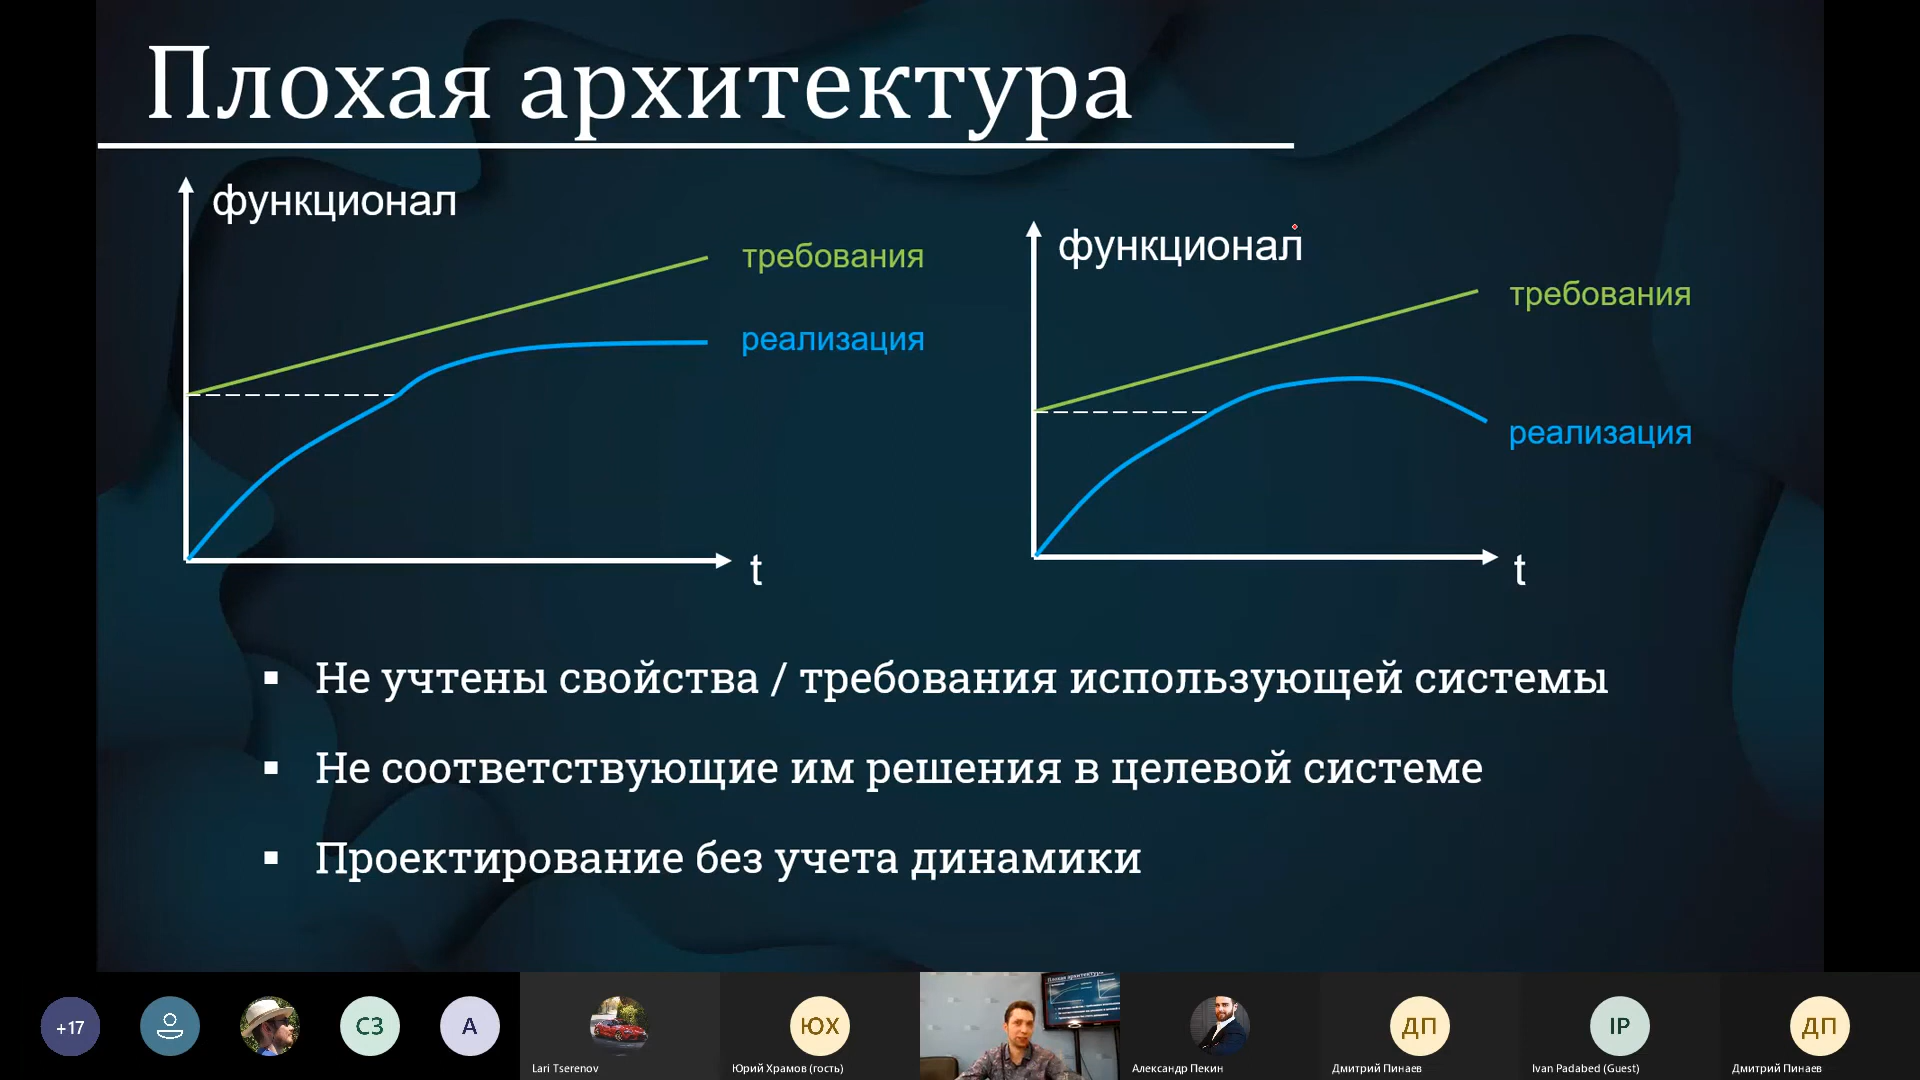 Плохая архитектура
функционал
требования
реализация
t
функционал
требования
реализация
t
Не учтены свойства / требования использующей системы
Не соответствующие им решения в целевой системе
Проектирование без учета динамики
+17
СЗ
А
ЮХ
ДП
IP
ДП
Lari Tserenov
Юрий Храмов (гость)
Александр Пекин
Дмитрий Пинаев
Ivan Padabed (Guest)
Дмитрий Пинаев